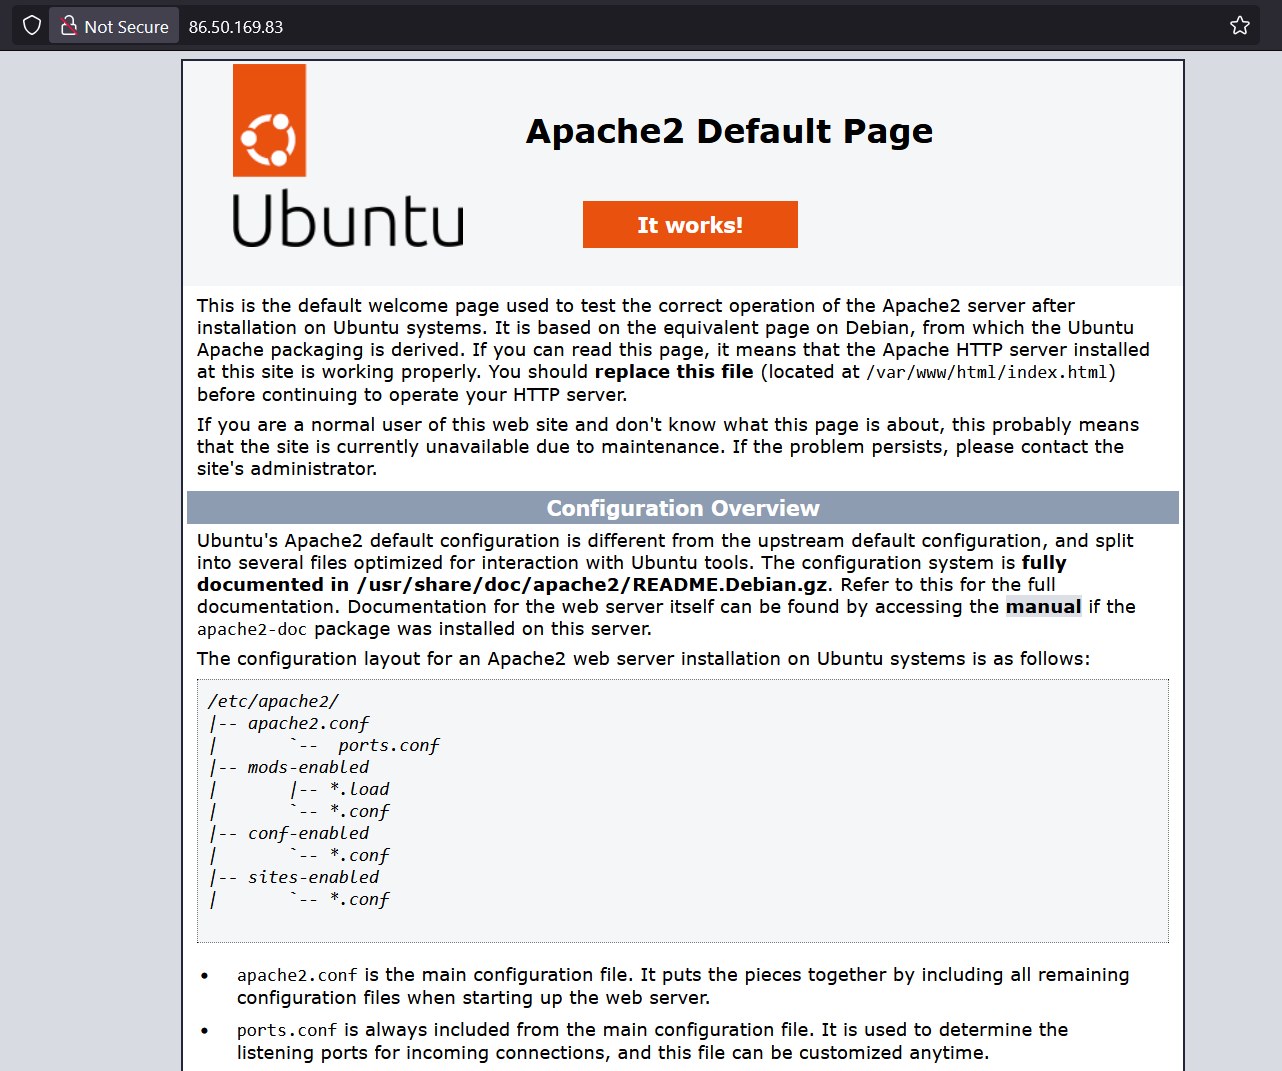 Not Secure 86.50.169.83
Apache2 Default Page
Ubuntu
It works!
This is the default welcome page used to test the correct operation of the Apache2 server after
installation on Ubuntu systems. It is based on the equivalent page on Debian, from which the Ubuntu
Apache packaging is derived. If you can read this page, it means that the Apache HTTP server installed
at this site is working properly. You should replace this file (located at /var/www/html/index.html)
before continuing to operate your HTTP server.
If you are a normal user of this web site and don't know what this page is about, this probably means
that the site is currently unavailable due to maintenance. If the problem persists, please contact the
site's administrator.
Configuration Overview
Ubuntu's Apache2 default configuration is different from the upstream default configuration, and split
into several files optimized for interaction with Ubuntu tools. The configuration system is fully
documented in /usr/share/doc/apache2/README.Debian.gz. Refer to this for the full
documentation. Documentation for the web server itself can be found by accessing the manual if the
apache2-doc package was installed on this server.
The configuration layout for an Apache2 web server installation on Ubuntu systems is as follows:
/etc/apache2/
|-- apache2.conf
|       `--  ports.conf
|-- mods-enabled
|       |-- *.load
|       `-- *.conf
|-- conf-enabled
|       `-- *.conf
|-- sites-enabled
|       `-- *.conf
• apache2.conf is the main configuration file. It puts the pieces together by including all remaining
configuration files when starting up the web server.
• ports.conf is always included from the main configuration file. It is used to determine the
listening ports for incoming connections, and this file can be customized anytime.